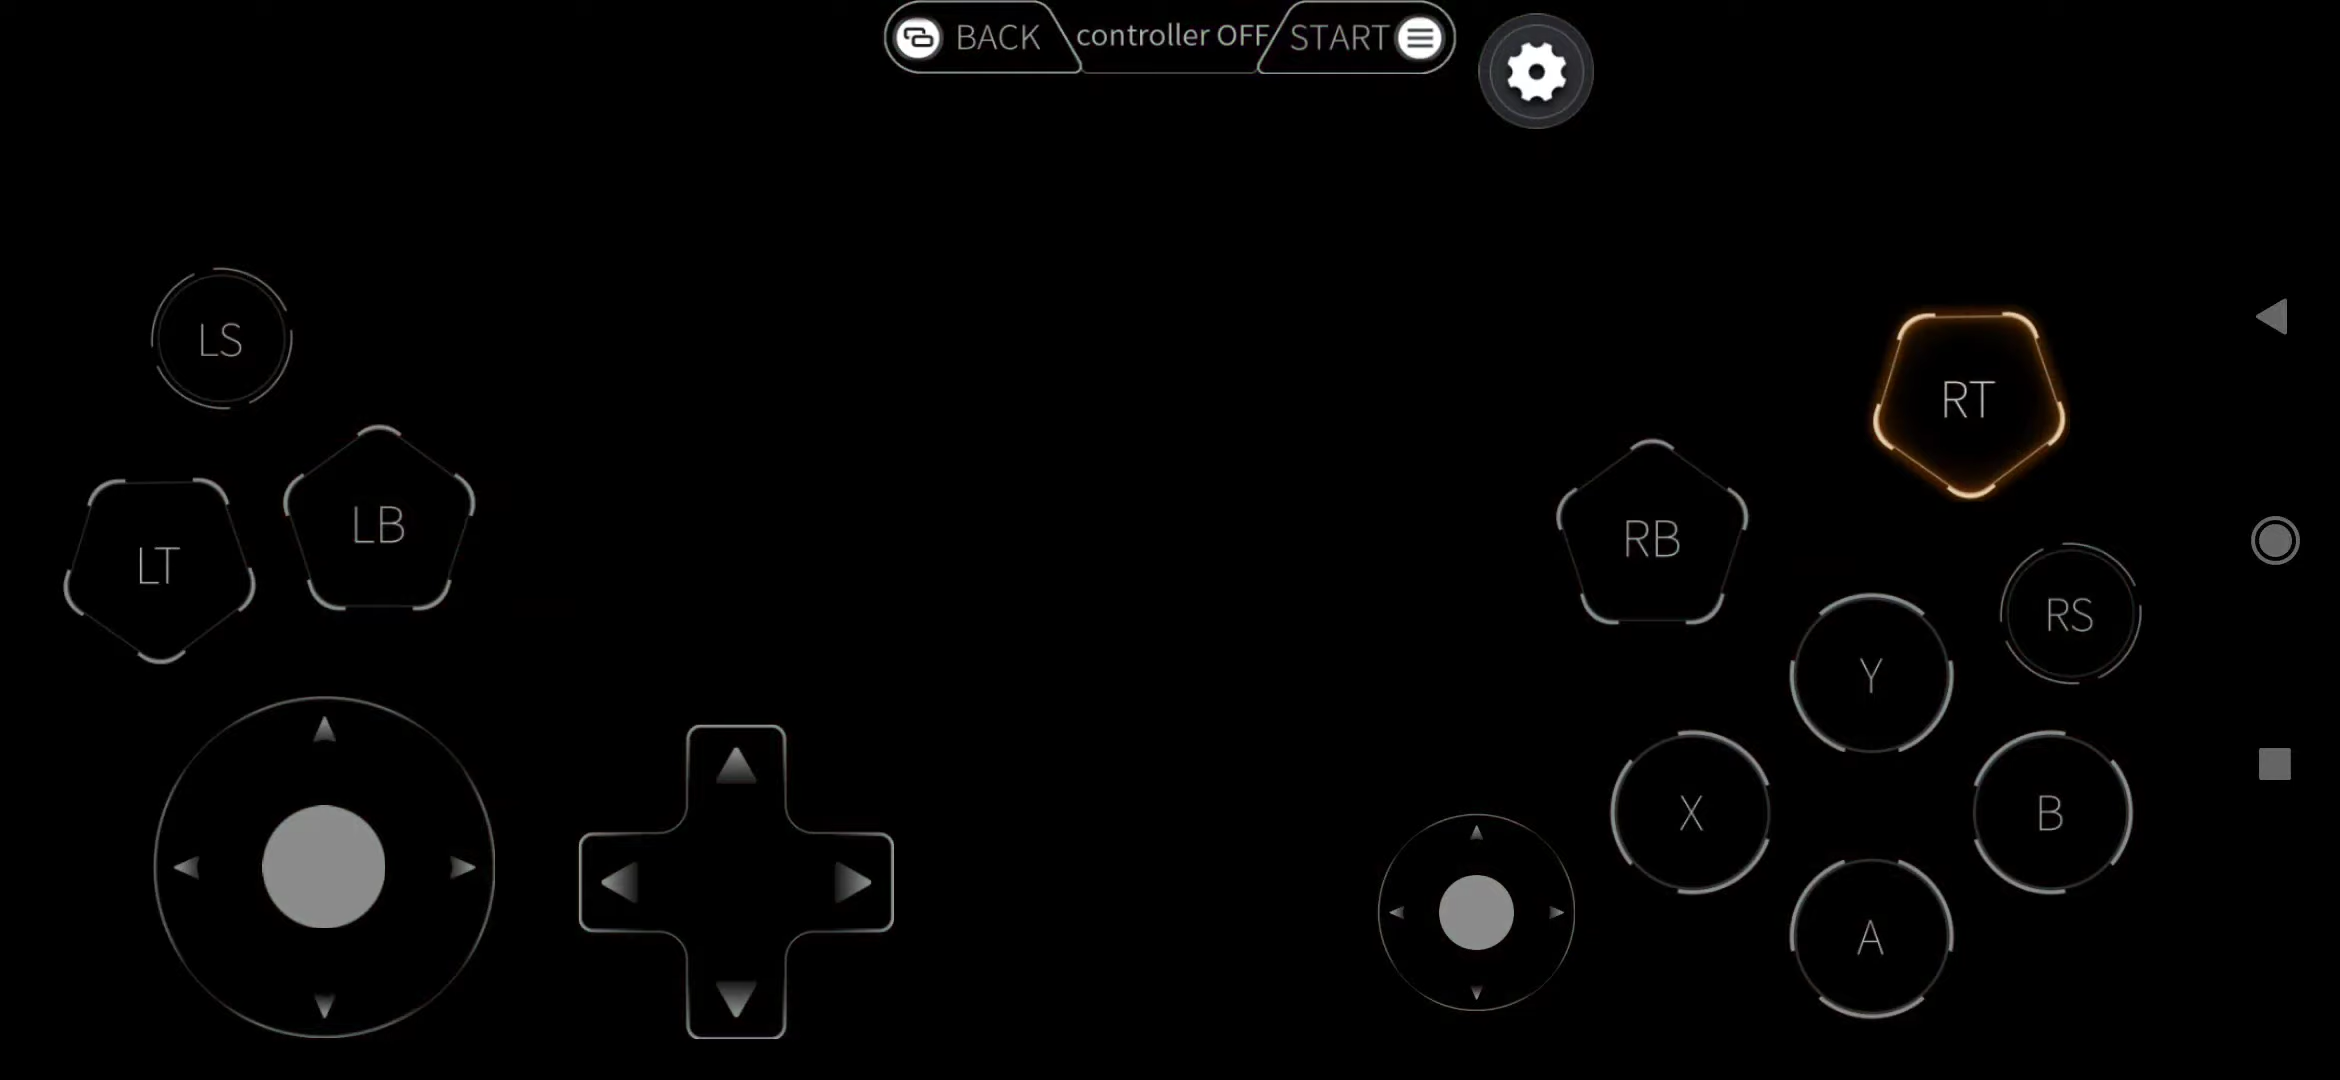 BACK controller OFF START
LS
RT
LB
RB
LT
RS
Y
X
B
A